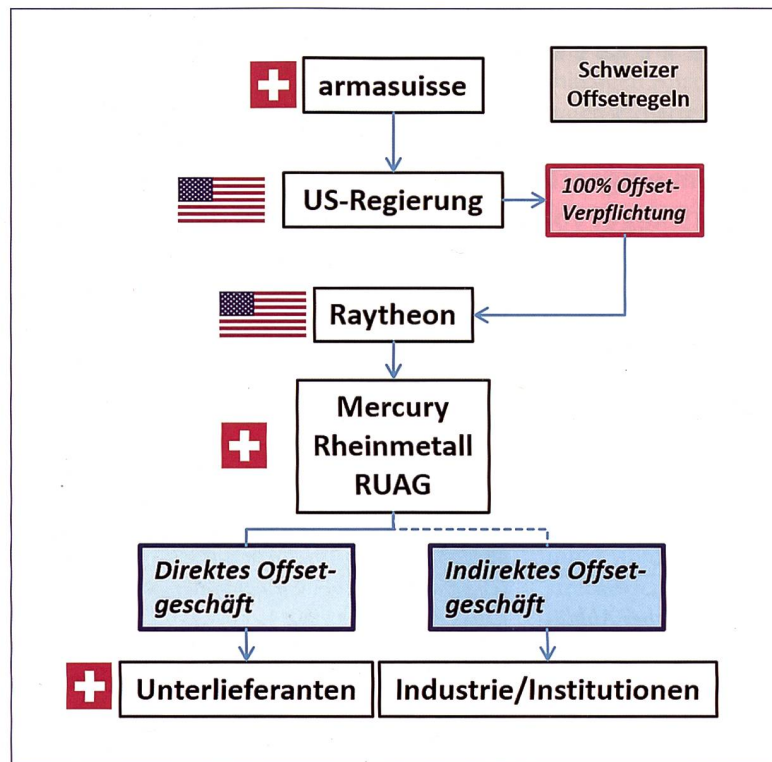 armasuisse
Schweizer
Offsetregeln
US-Regierung
100% Offset-
Verpflichtung
Raytheon
Mercury
Rheinmetall
RUAG
Direktes Offset-
geschäft
Indirektes Offset-
geschäft
Unterlieferanten
Industrie/Institutionen